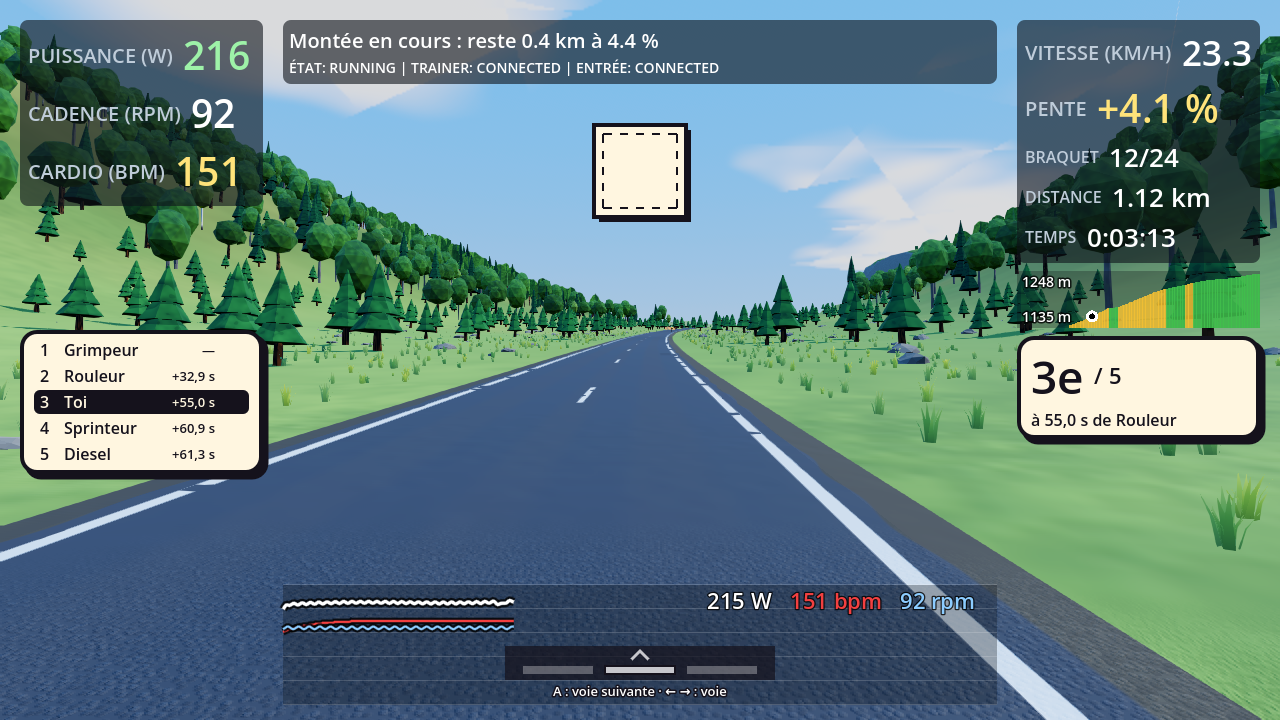 PUISSANCE (W) 216
CADENCE (RPM) 92
CARDIO (BPM) 151
Montée en cours : reste 0.4 km à 4.4 %
ÉTAT: RUNNING | TRAINER: CONNECTED | ENTRÉE: CONNECTED
VITESSE (KM/H) 23.3
PENTE +4.1 %
BRAQUET 12/24
DISTANCE 1.12 km
TEMPS 0:03:13
1248 m
1135 m
1 Grimpeur —
2 Rouleur +32,9 s
3 Toi +55,0 s
4 Sprinteur +60,9 s
5 Diesel +61,3 s
3e / 5
à 55,0 s de Rouleur
215 W 151 bpm 92 rpm
A : voie suivante · ← → : voie